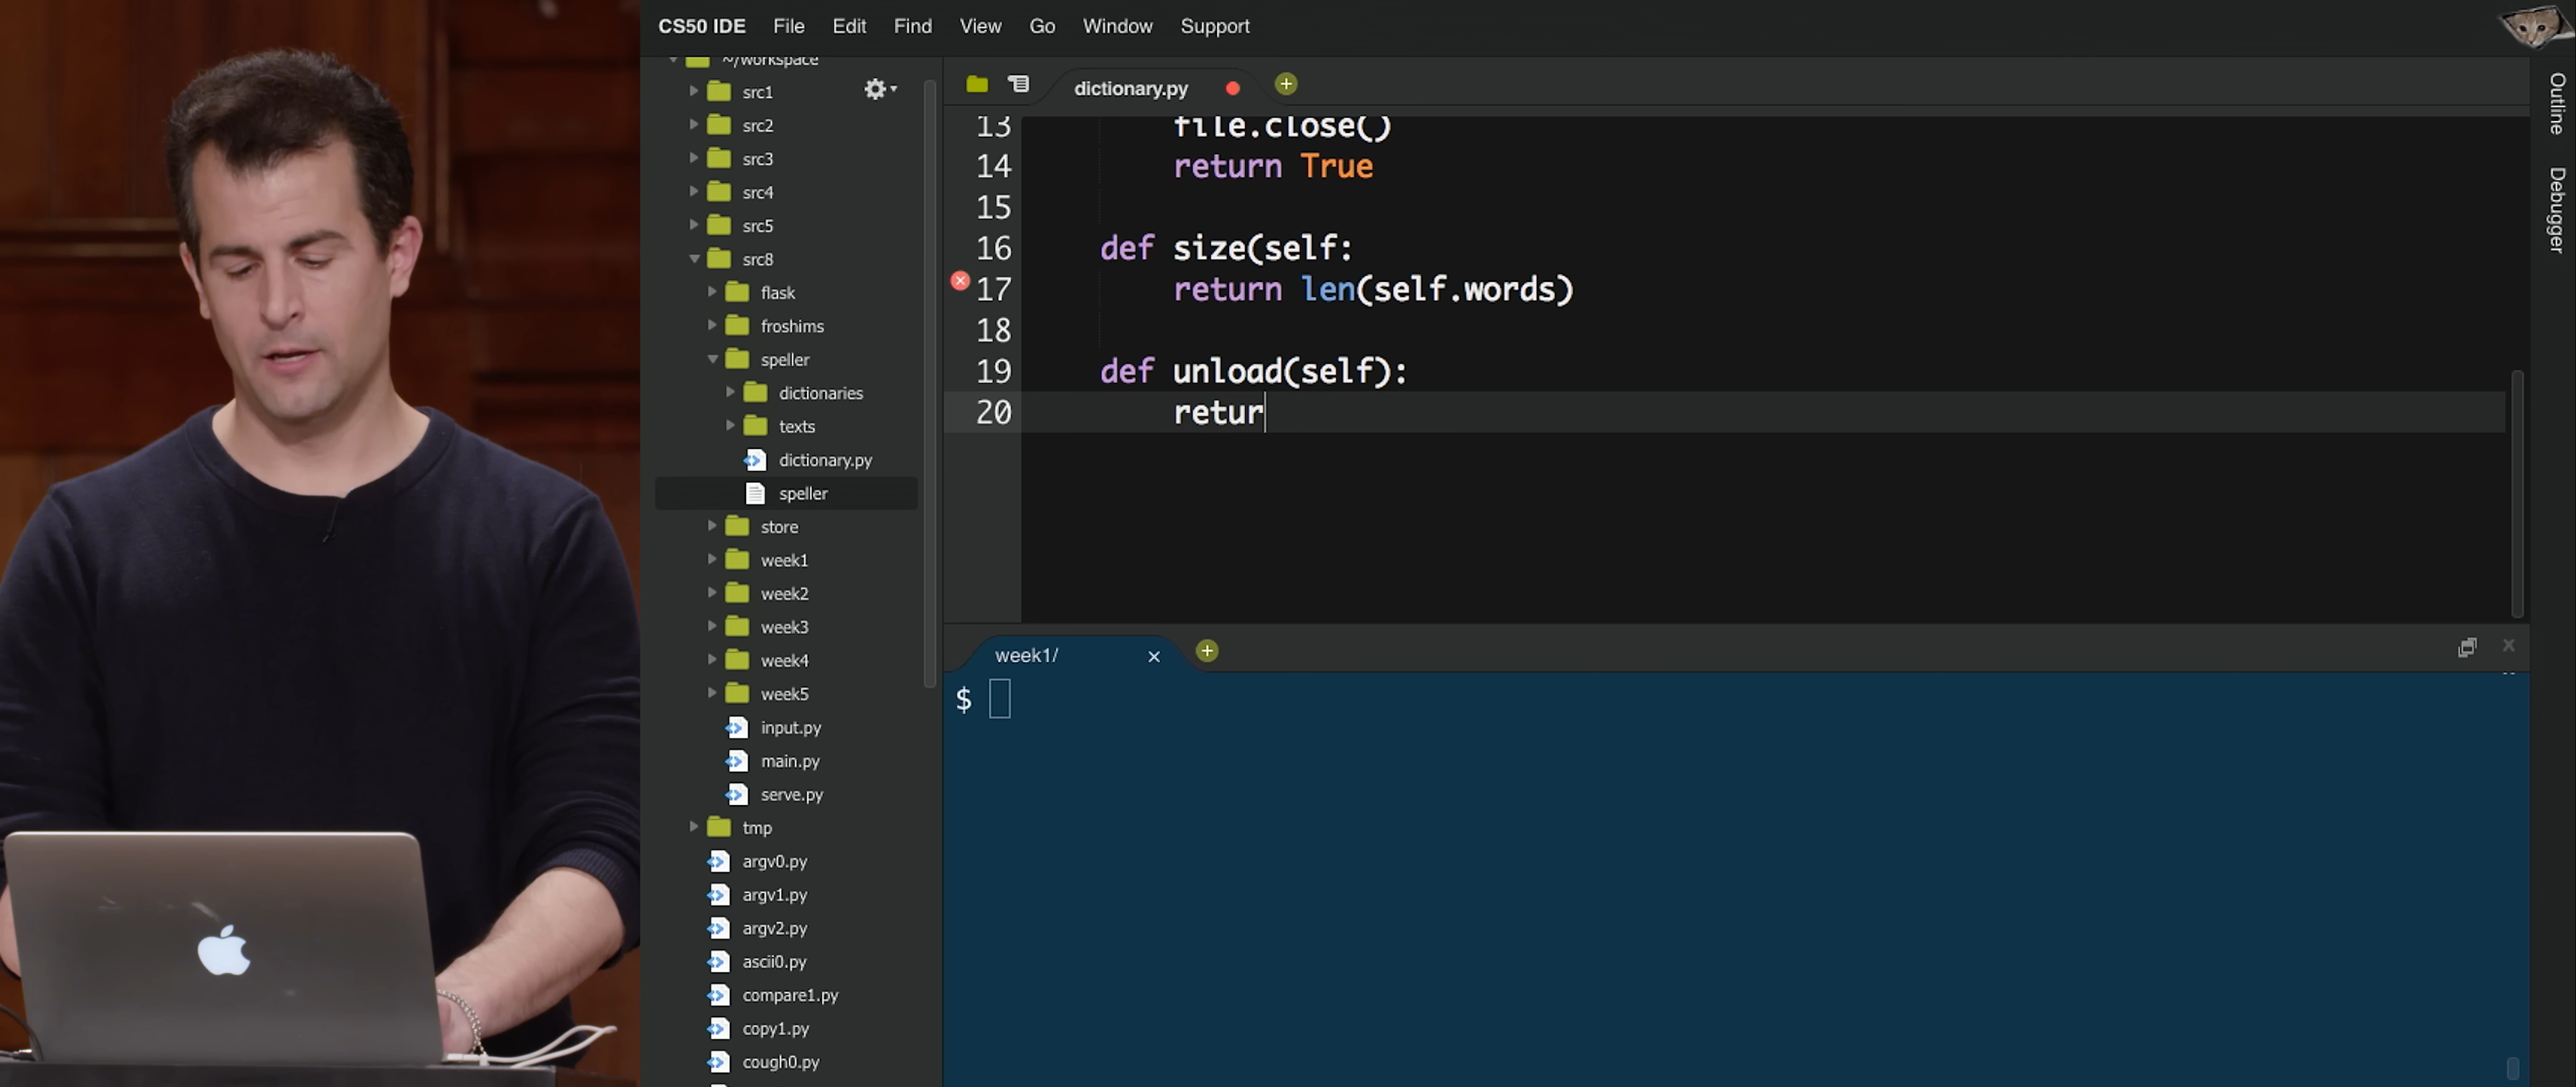 CS50 IDE File Edit Find View Go Window Support
~/workspace
src1
src2
src3
src4
src5
src8
flask
froshims
speller
dictionaries
texts
dictionary.py
speller
store
week1
week2
week3
week4
week5
input.py
main.py
serve.py
tmp
argv0.py
argv1.py
argv2.py
ascii0.py
compare1.py
copy1.py
cough0.py
dictionary.py
13 file.close()
14 return True
15
16 def size(self:
17 return len(self.words)
18
19 def unload(self):
20 retur
week1/
$
Outline
Debugger